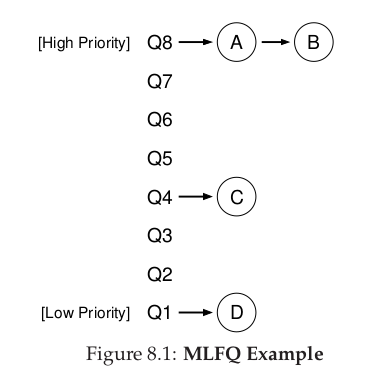 [High Priority] Q8 A B
Q7
Q6
Q5
Q4 C
Q3
Q2
[Low Priority] Q1 D
Figure 8.1: MLFQ Example